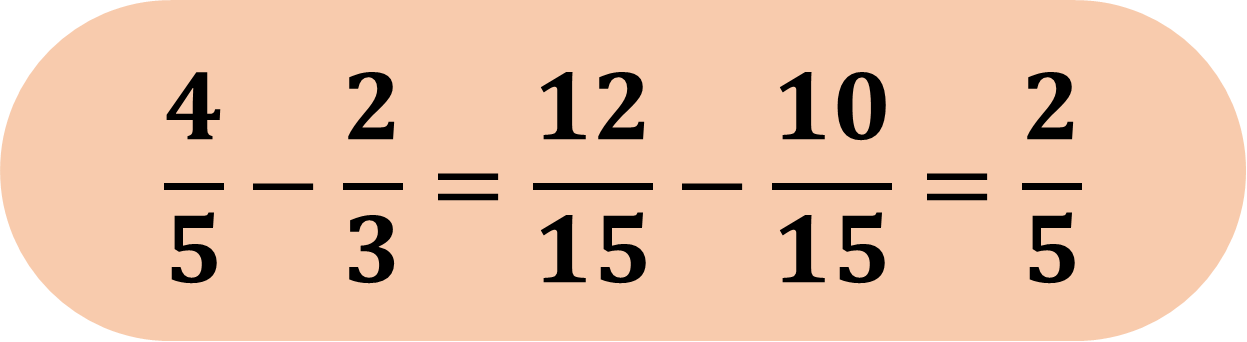 4/5 − 2/3 = 12/15 − 10/15 = 2/5